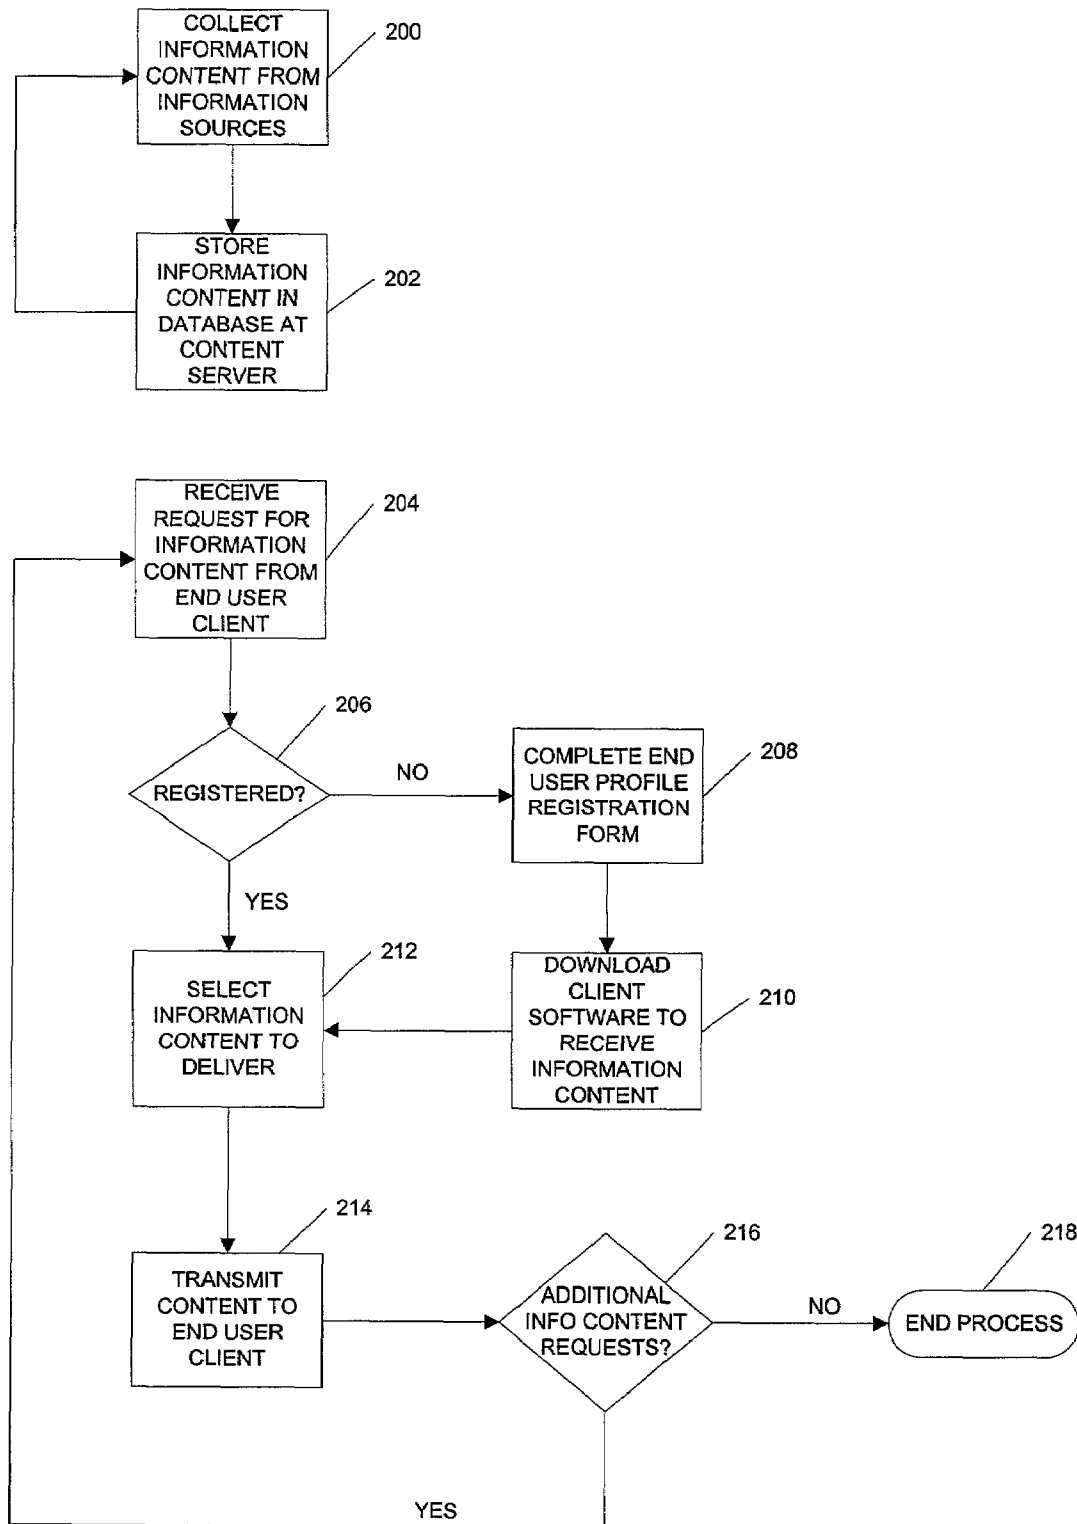 COLLECT
INFORMATION
CONTENT FROM
INFORMATION
SOURCES
200
STORE
INFORMATION
CONTENT IN
DATABASE AT
CONTENT
SERVER
202
RECEIVE
REQUEST FOR
INFORMATION
CONTENT FROM
END USER
CLIENT
204
206
REGISTERED?
NO
COMPLETE END
USER PROFILE
REGISTRATION
FORM
208
YES
212
SELECT
INFORMATION
CONTENT TO
DELIVER
DOWNLOAD
CLIENT
SOFTWARE TO
RECEIVE
INFORMATION
CONTENT
210
214
TRANSMIT
CONTENT TO
END USER
CLIENT
216
ADDITIONAL
INFO CONTENT
REQUESTS?
NO
218
END PROCESS
YES